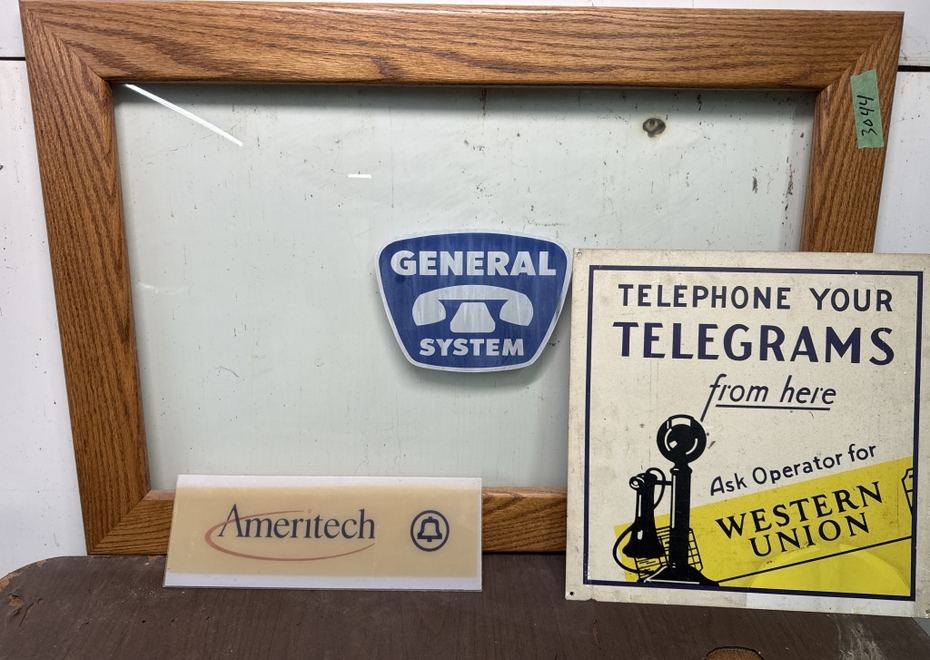 3044
GENERAL
SYSTEM
TELEPHONE YOUR
TELEGRAMS
from here
Ask Operator for
WESTERN
UNION
Ameritech